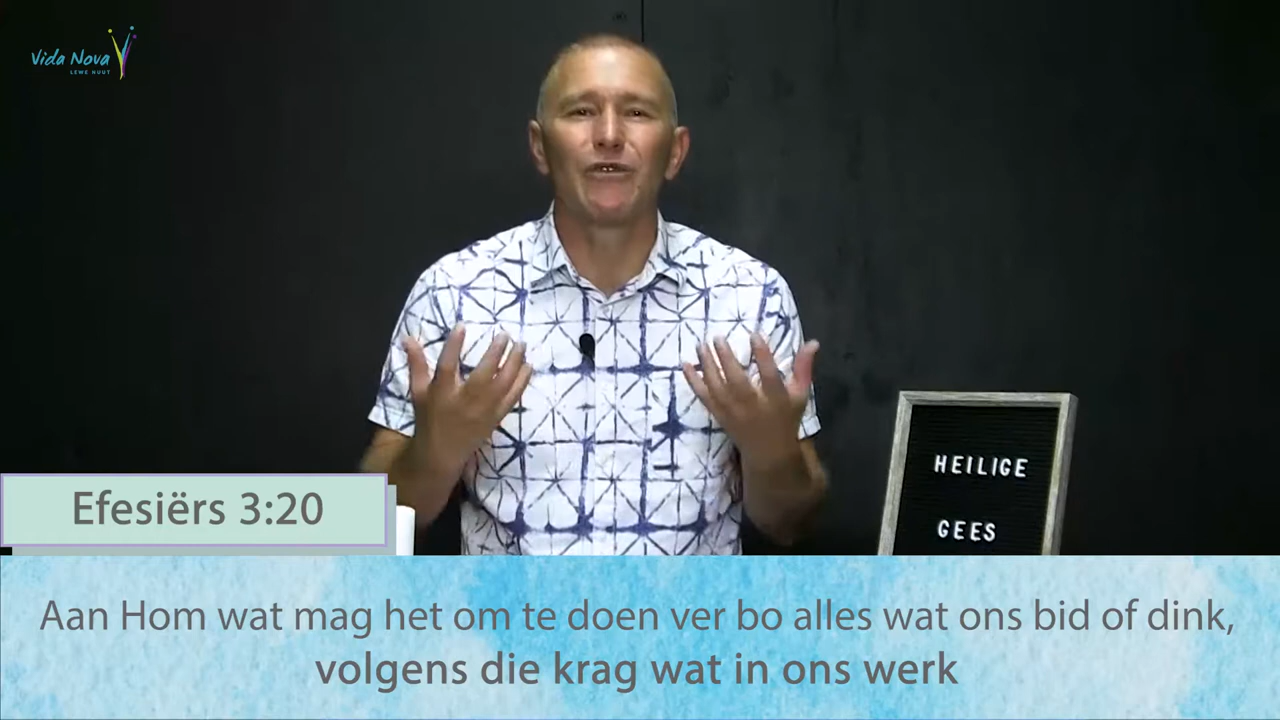 Vida Nova
LEWE NUUT
HEILIGE
GEES
Efesiërs 3:20
Aan Hom wat mag het om te doen ver bo alles wat ons bid of dink,
volgens die krag wat in ons werk